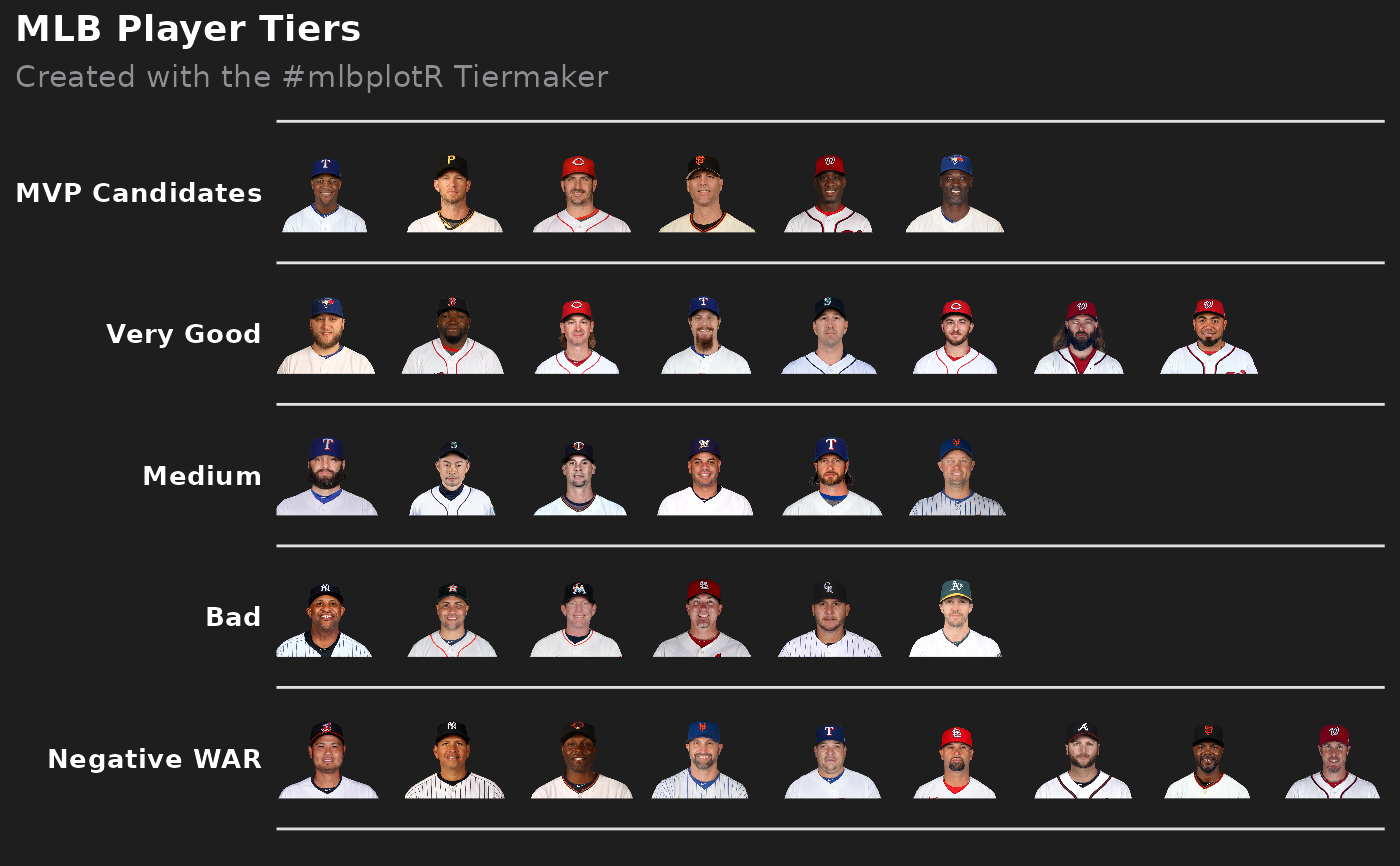 MLB Player Tiers
Created with the #mlbplotR Tiermaker
MVP Candidates
Very Good
Medium
Bad
Negative WAR